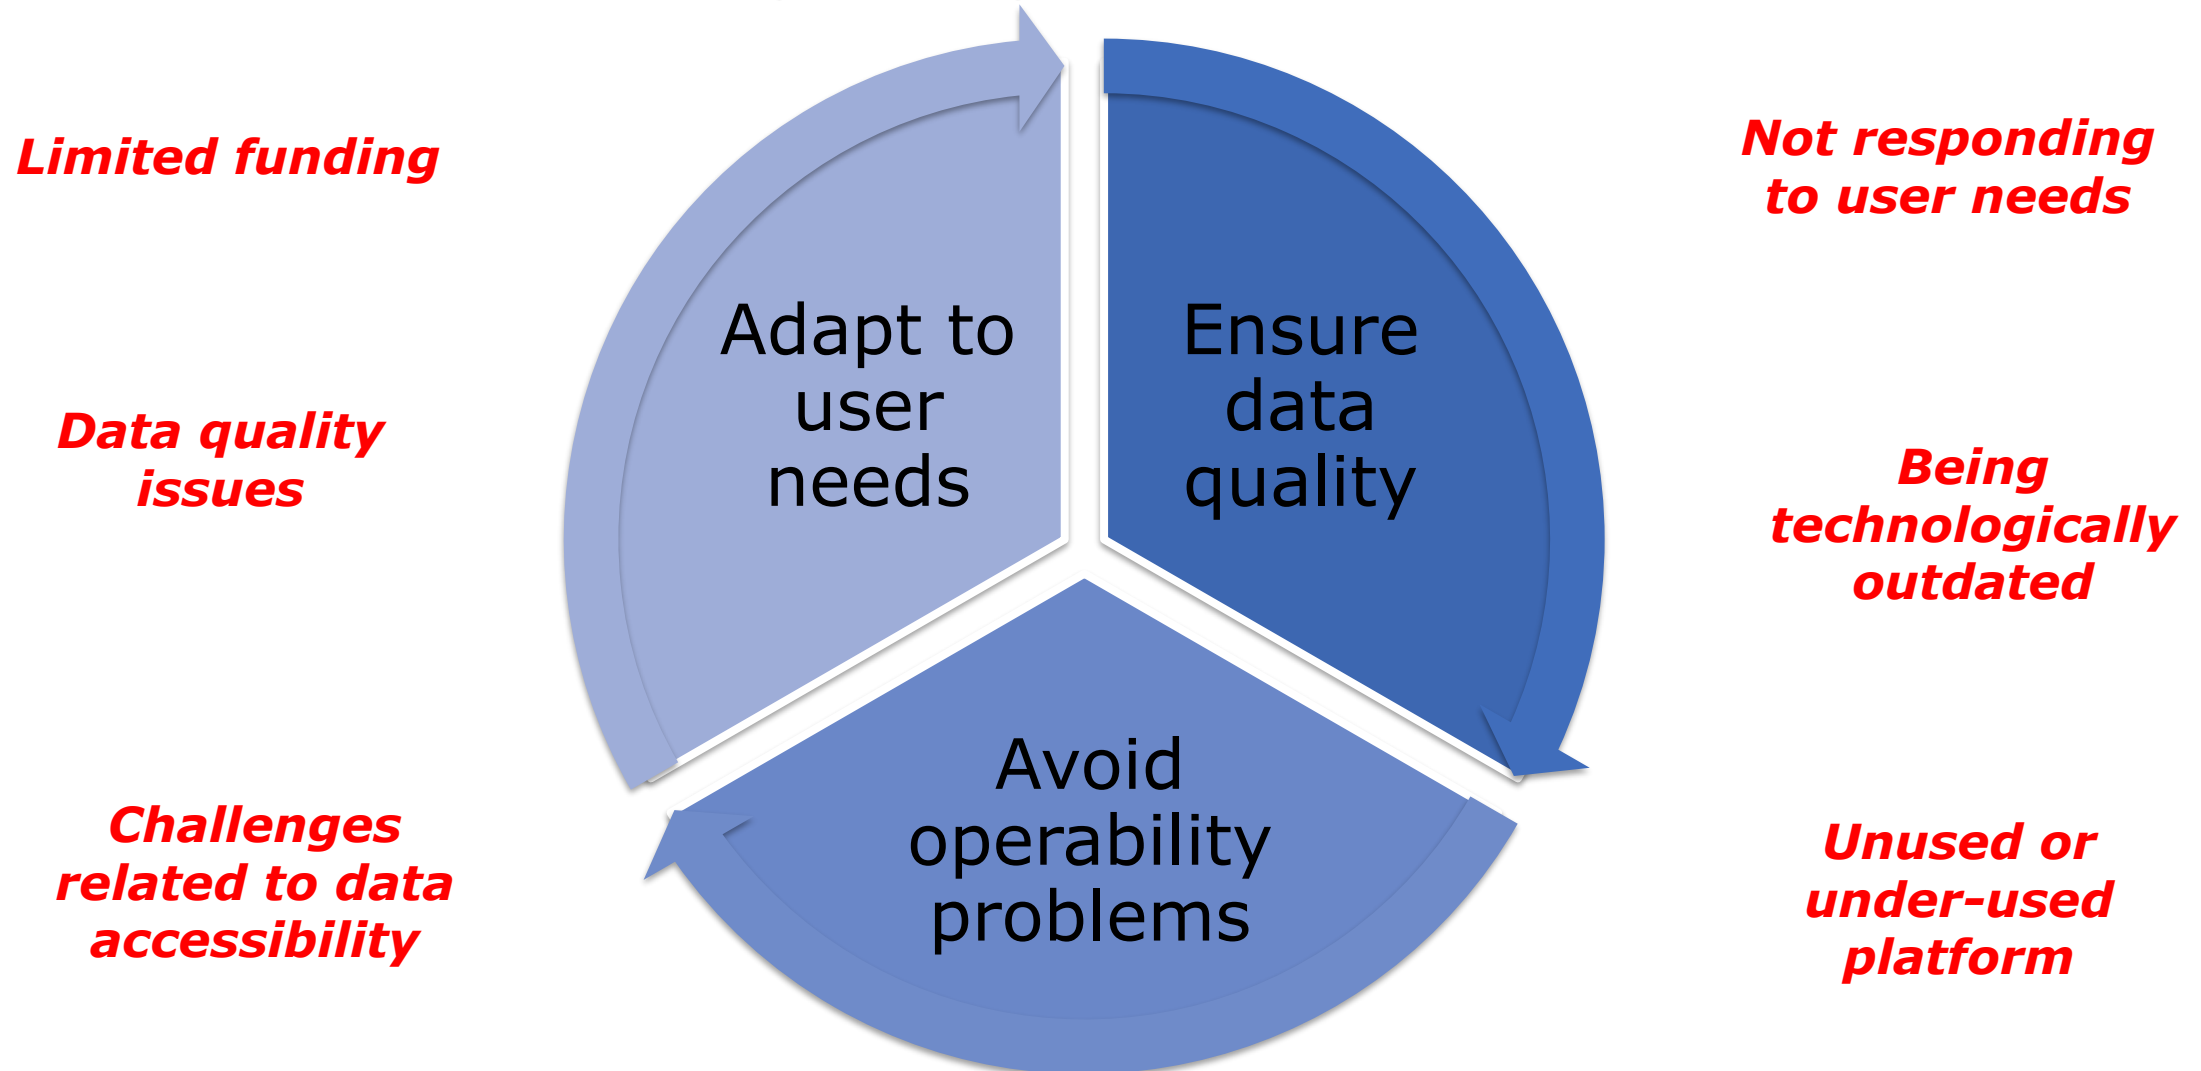 Limited funding
Data quality
issues
Challenges
related to data
accessibility
Adapt to
user
needs
Ensure
data
quality
Avoid
operability
problems
Not responding
to user needs
Being
technologically
outdated
Unused or
under-used
platform